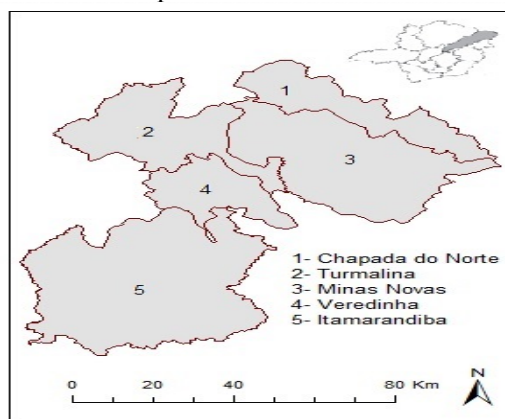 1
2
3
4
5
1- Chapada do Norte
2- Turmalina
3- Minas Novas
4- Veredinha
5- Itamarandiba
N
0 20 40 80 Km